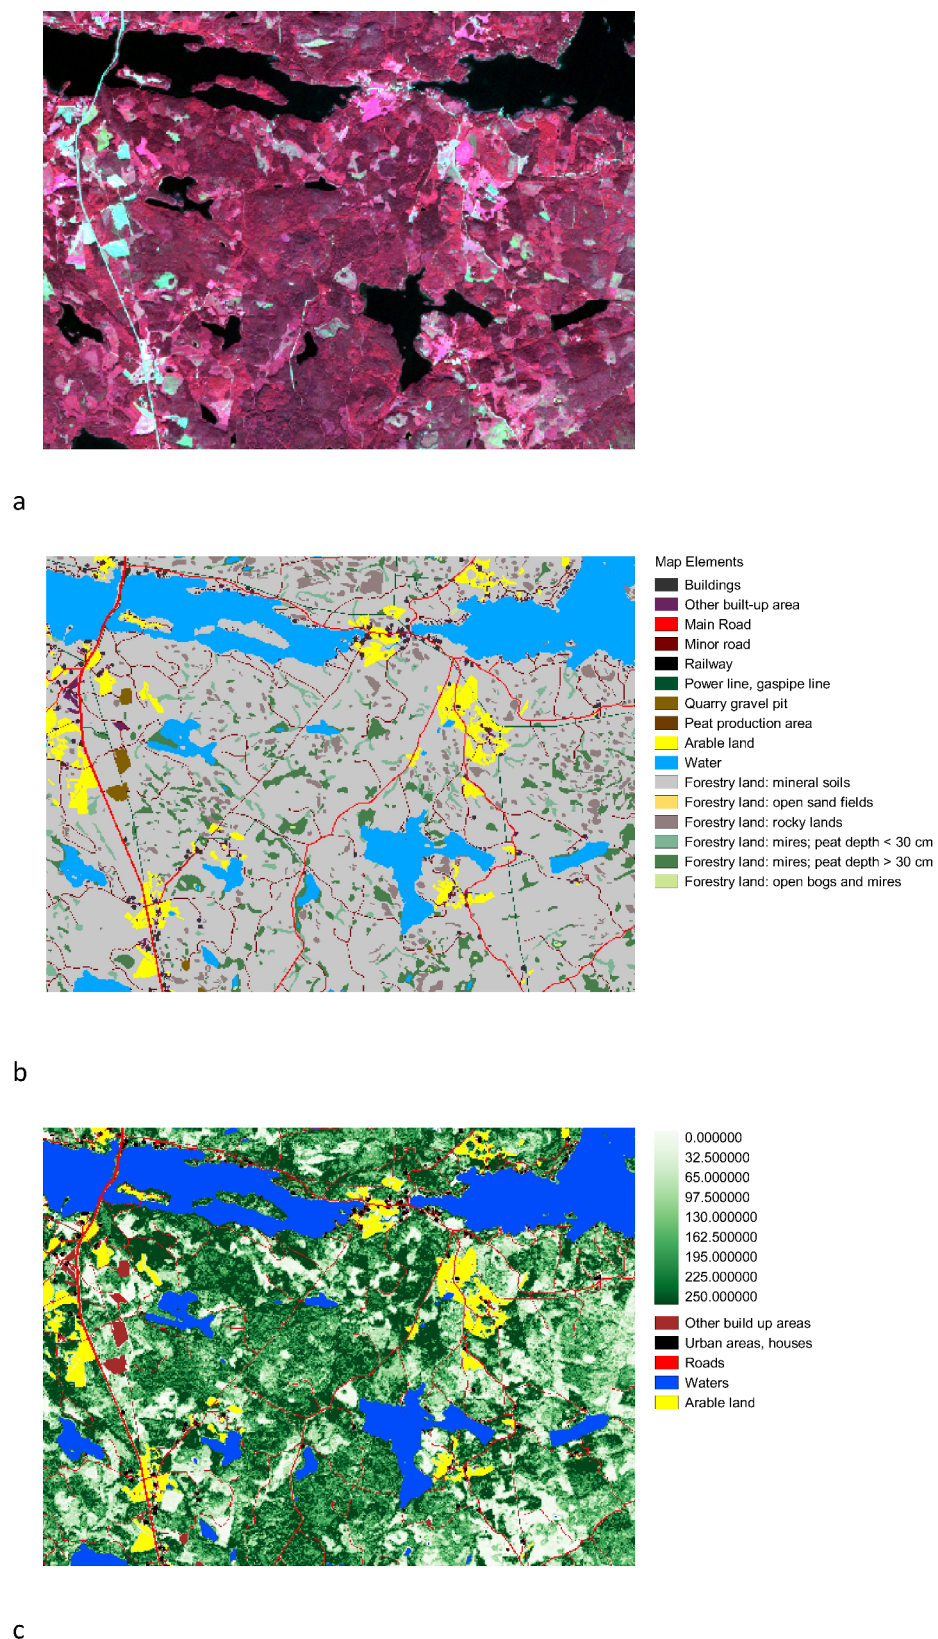 a
Map Elements
Buildings
Other built-up area
Main Road
Minor road
Railway
Power line, gaspipe line
Quarry gravel pit
Peat production area
Arable land
Water
Forestry land: mineral soils
Forestry land: open sand fields
Forestry land: rocky lands
Forestry land: mires; peat depth < 30 cm
Forestry land: mires; peat depth > 30 cm
Forestry land: open bogs and mires
b
0.000000
32.500000
65.000000
97.500000
130.000000
162.500000
195.000000
225.000000
250.000000
Other build up areas
Urban areas, houses
Roads
Waters
Arable land
c